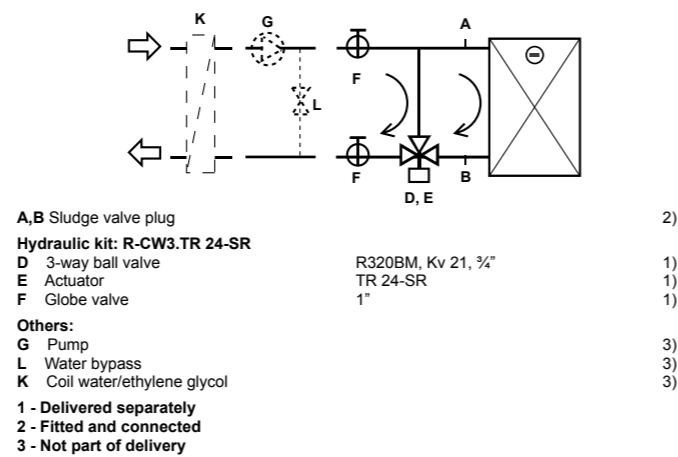 K
G
A
F
L
F
B
D, E
A,B Sludge valve plug 2)
Hydraulic kit: R-CW3.TR 24-SR
D 3-way ball valve R320BM, Kv 21, ¾” 1)
E Actuator TR 24-SR 1)
F Globe valve 1” 1)
Others:
G Pump 3)
L Water bypass 3)
K Coil water/ethylene glycol 3)
1 - Delivered separately
2 - Fitted and connected
3 - Not part of delivery